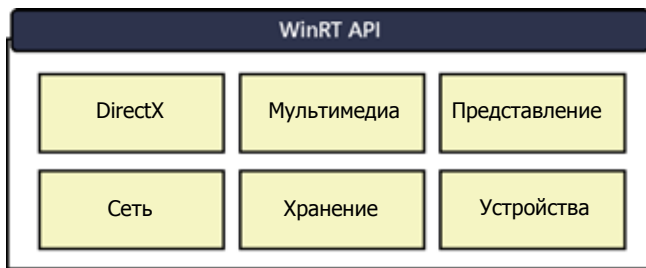 WinRT API
DirectX
Мультимедиа
Представление
Сеть
Хранение
Устройства